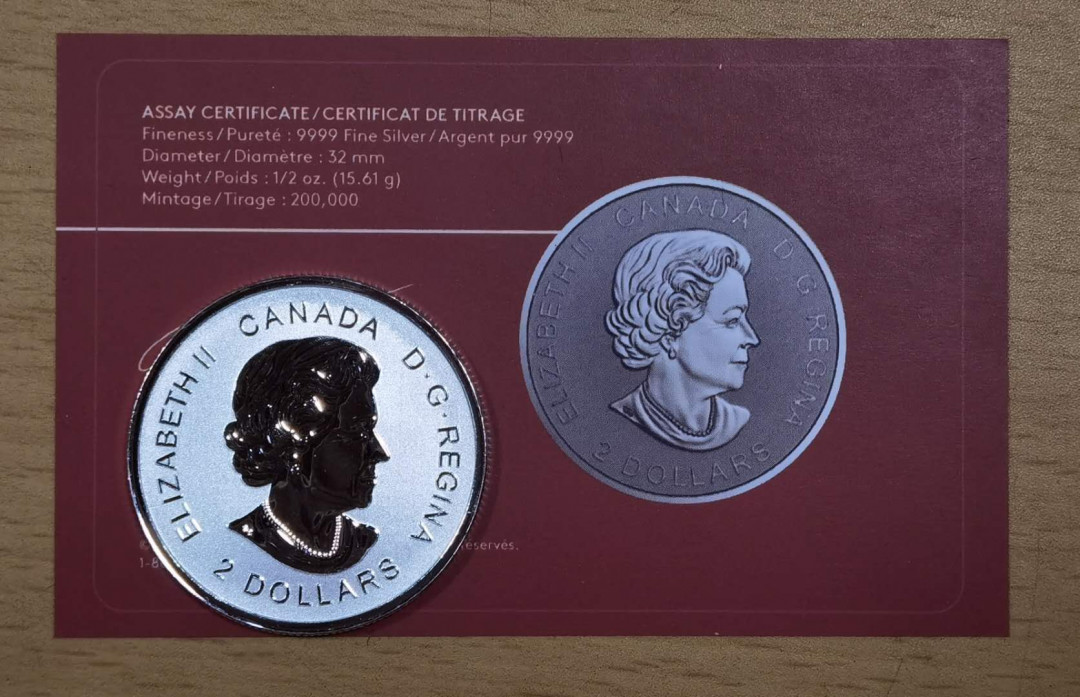 ASSAY CERTIFICATE/CERTIFICAT DE TITRAGE
Fineness/Pureté : 9999 Fine Silver/Argent pur 9999
Diameter/Diamètre : 32 mm
Weight/Poids : 1/2 oz. (15.61 g)
Mintage/Tirage : 200,000
ELIZABETH II CANADA D·G·REGINA
2 DOLLARS
ELIZABETH II CANADA D G REGINA
2 DOLLARS